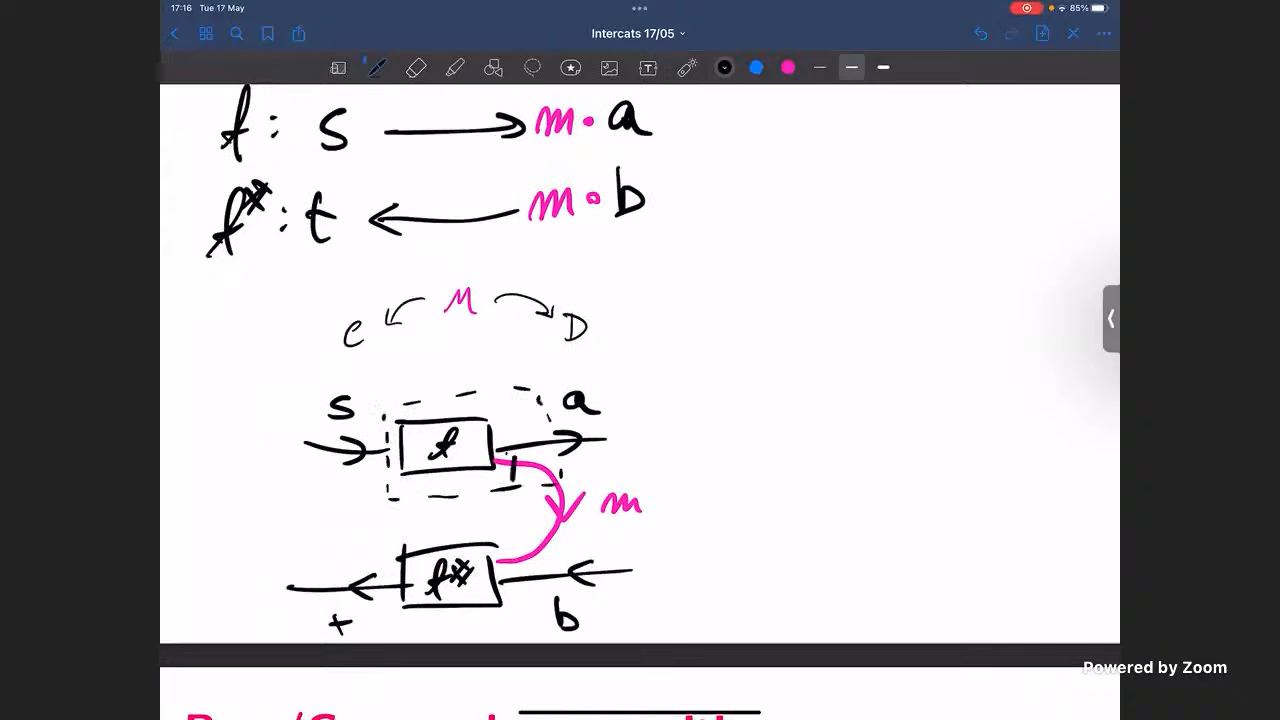 17:16 Tue 17 May
85%
Intercats 17/05
f : s → m • a
f* : t ← m • b
M
C D
s a
f
m
f*
t b
Powered by Zoom